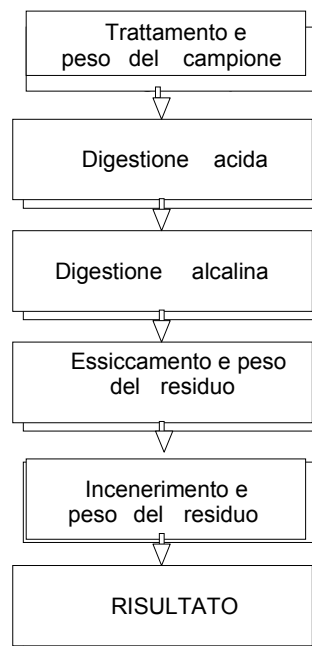 Trattamento e
peso del campione
Digestione acida
Digestione alcalina
Essiccamento e peso
del residuo
Incenerimento e
peso del residuo
RISULTATO